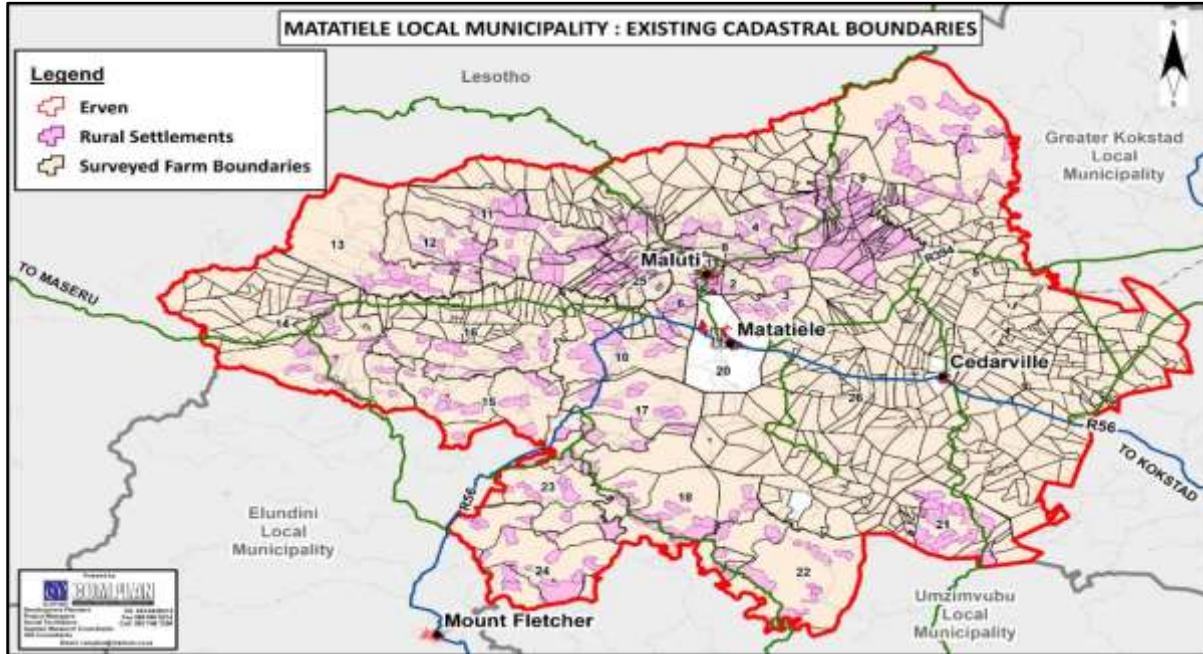 MATATIELE LOCAL MUNICIPALITY : EXISTING CADASTRAL BOUNDARIES
Legend
Erven
Rural Settlements
Surveyed Farm Boundaries
Lesotho
Greater Kokstad
Local
Municipality
TO MASERU
13
12
11
9
7
4
8
Maluti
25
2
3
5
6
R394
14
16
10
Matatiele
19
20
Cedarville
26
15
17
R56
TO KOKSTAD
23
R56
18
21
Elundini
Local
Municipality
24
22
Umzimvubu
Local
Municipality
Mount Fletcher